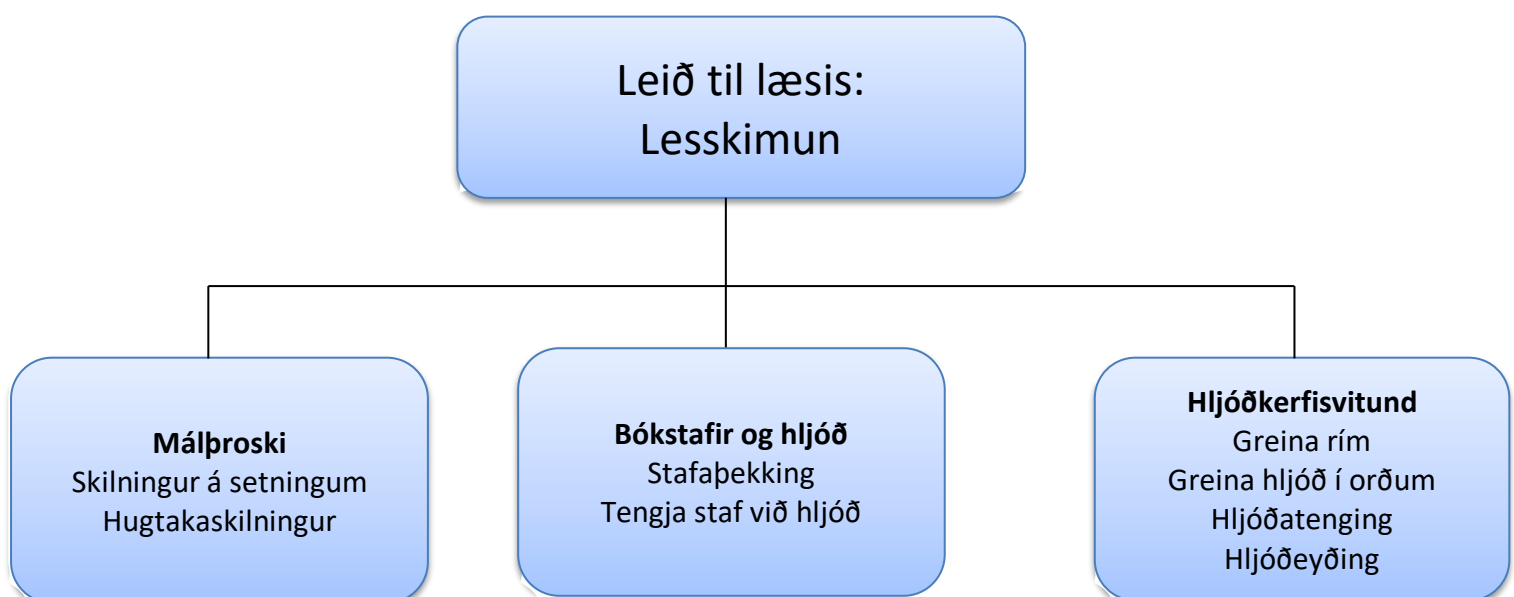 Leið til læsis:
Lesskimun
Málþroski
Skilningur á setningum
Hugtakaskilningur
Bókstafir og hljóð
Stafaþekking
Tengja staf við hljóð
Hljóðkerfisvitund
Greina rím
Greina hljóð í orðum
Hljóðatenging
Hljóðeyðing